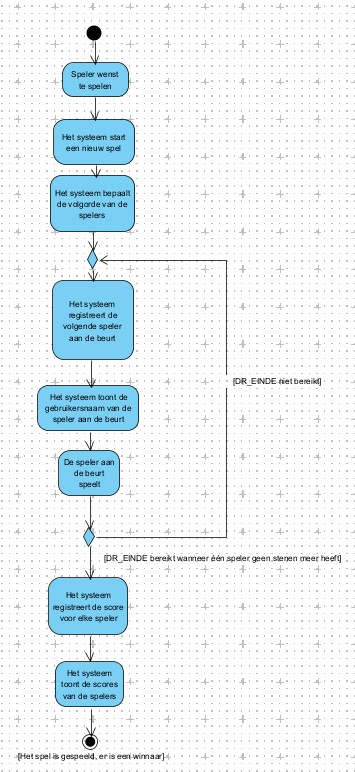 Speler wenst
te spelen
Het systeem start
een nieuw spel
Het systeem bepaalt
de volgorde van de
spelers
Het systeem
registreert de
volgende speler
aan de beurt
[DR_EINDE niet bereikt]
Het systeem toont de
gebruikersnaam van de
speler aan de beurt
De speler aan
de beurt
speelt
[DR_EINDE bereikt wanneer één speler geen stenen meer heeft]
Het systeem
registreert de score
voor elke speler
Het systeem
toont de scores
van de spelers
[Het spel is gespeeld, er is een winnaar]